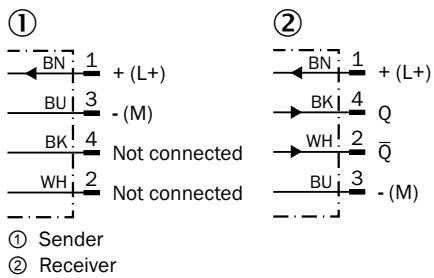 ① ②
BN 1 + (L+)
BU 3 - (M)
BK 4 Not connected
WH 2 Not connected
BN 1 + (L+)
BK 4 Q
WH 2 Q̅
BU 3 - (M)
① Sender
② Receiver